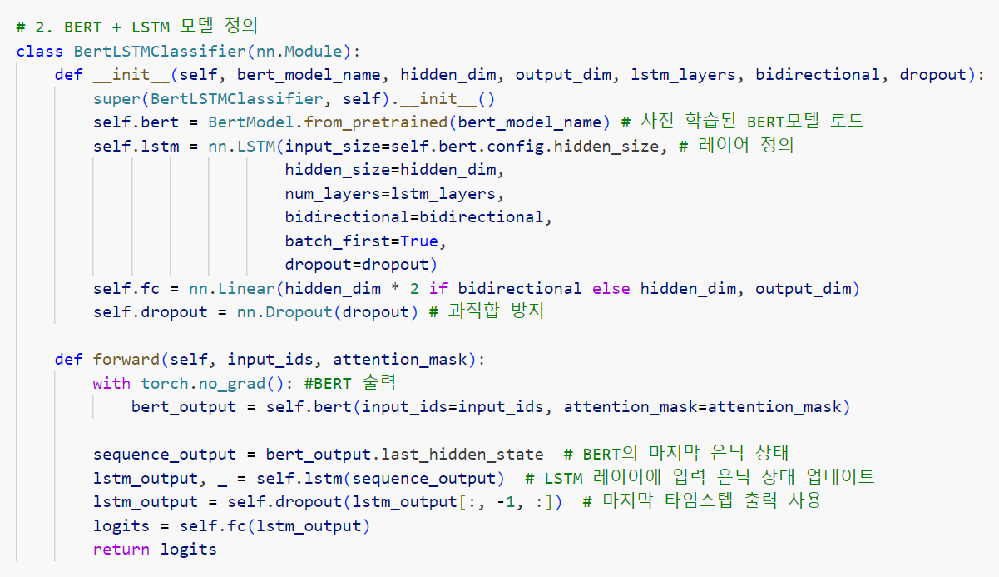 # 2. BERT + LSTM 모델 정의
class BertLSTMClassifier(nn.Module):
    def __init__(self, bert_model_name, hidden_dim, output_dim, lstm_layers, bidirectional, dropout):
        super(BertLSTMClassifier, self).__init__()
        self.bert = BertModel.from_pretrained(bert_model_name) # 사전 학습된 BERT모델 로드
        self.lstm = nn.LSTM(input_size=self.bert.config.hidden_size, # 레이어 정의
                            hidden_size=hidden_dim,
                            num_layers=lstm_layers,
                            bidirectional=bidirectional,
                            batch_first=True,
                            dropout=dropout)
        self.fc = nn.Linear(hidden_dim * 2 if bidirectional else hidden_dim, output_dim)
        self.dropout = nn.Dropout(dropout) # 과적합 방지
    def forward(self, input_ids, attention_mask):
        with torch.no_grad(): #BERT 출력
            bert_output = self.bert(input_ids=input_ids, attention_mask=attention_mask)
        sequence_output = bert_output.last_hidden_state  # BERT의 마지막 은닉 상태
        lstm_output, _ = self.lstm(sequence_output)  # LSTM 레이어에 입력 은닉 상태 업데이트
        lstm_output = self.dropout(lstm_output[:, -1, :])  # 마지막 타임스텝 출력 사용
        logits = self.fc(lstm_output)
        return logits